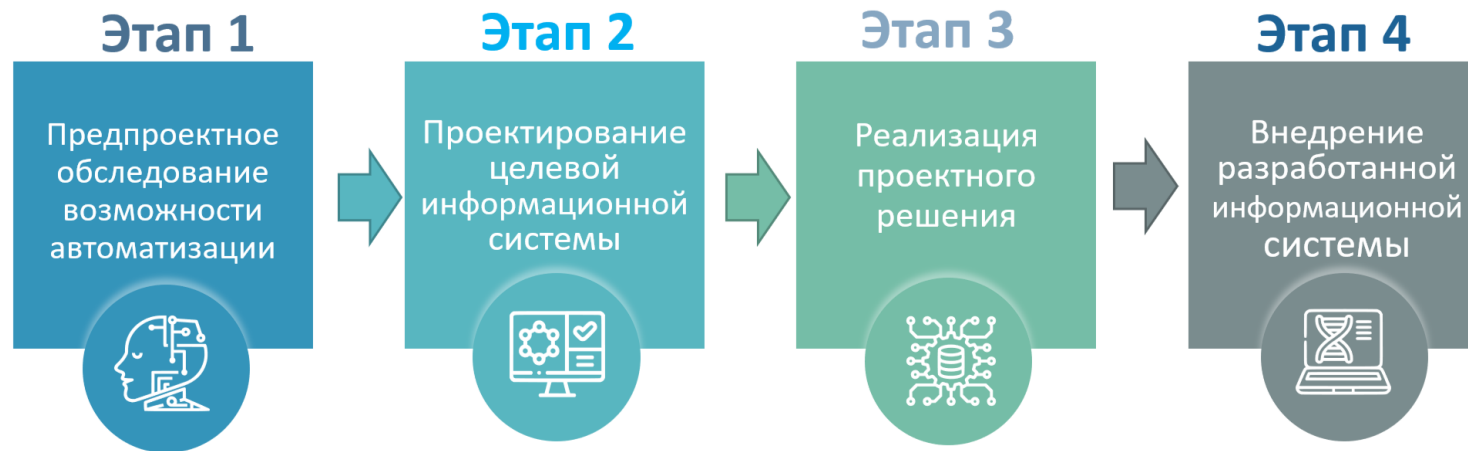 Этап 1
Предпроектное
обследование
возможности
автоматизации
Этап 2
Проектирование
целевой
информационной
системы
Этап 3
Реализация
проектного
решения
Этап 4
Внедрение
разработанной
информационной
системы